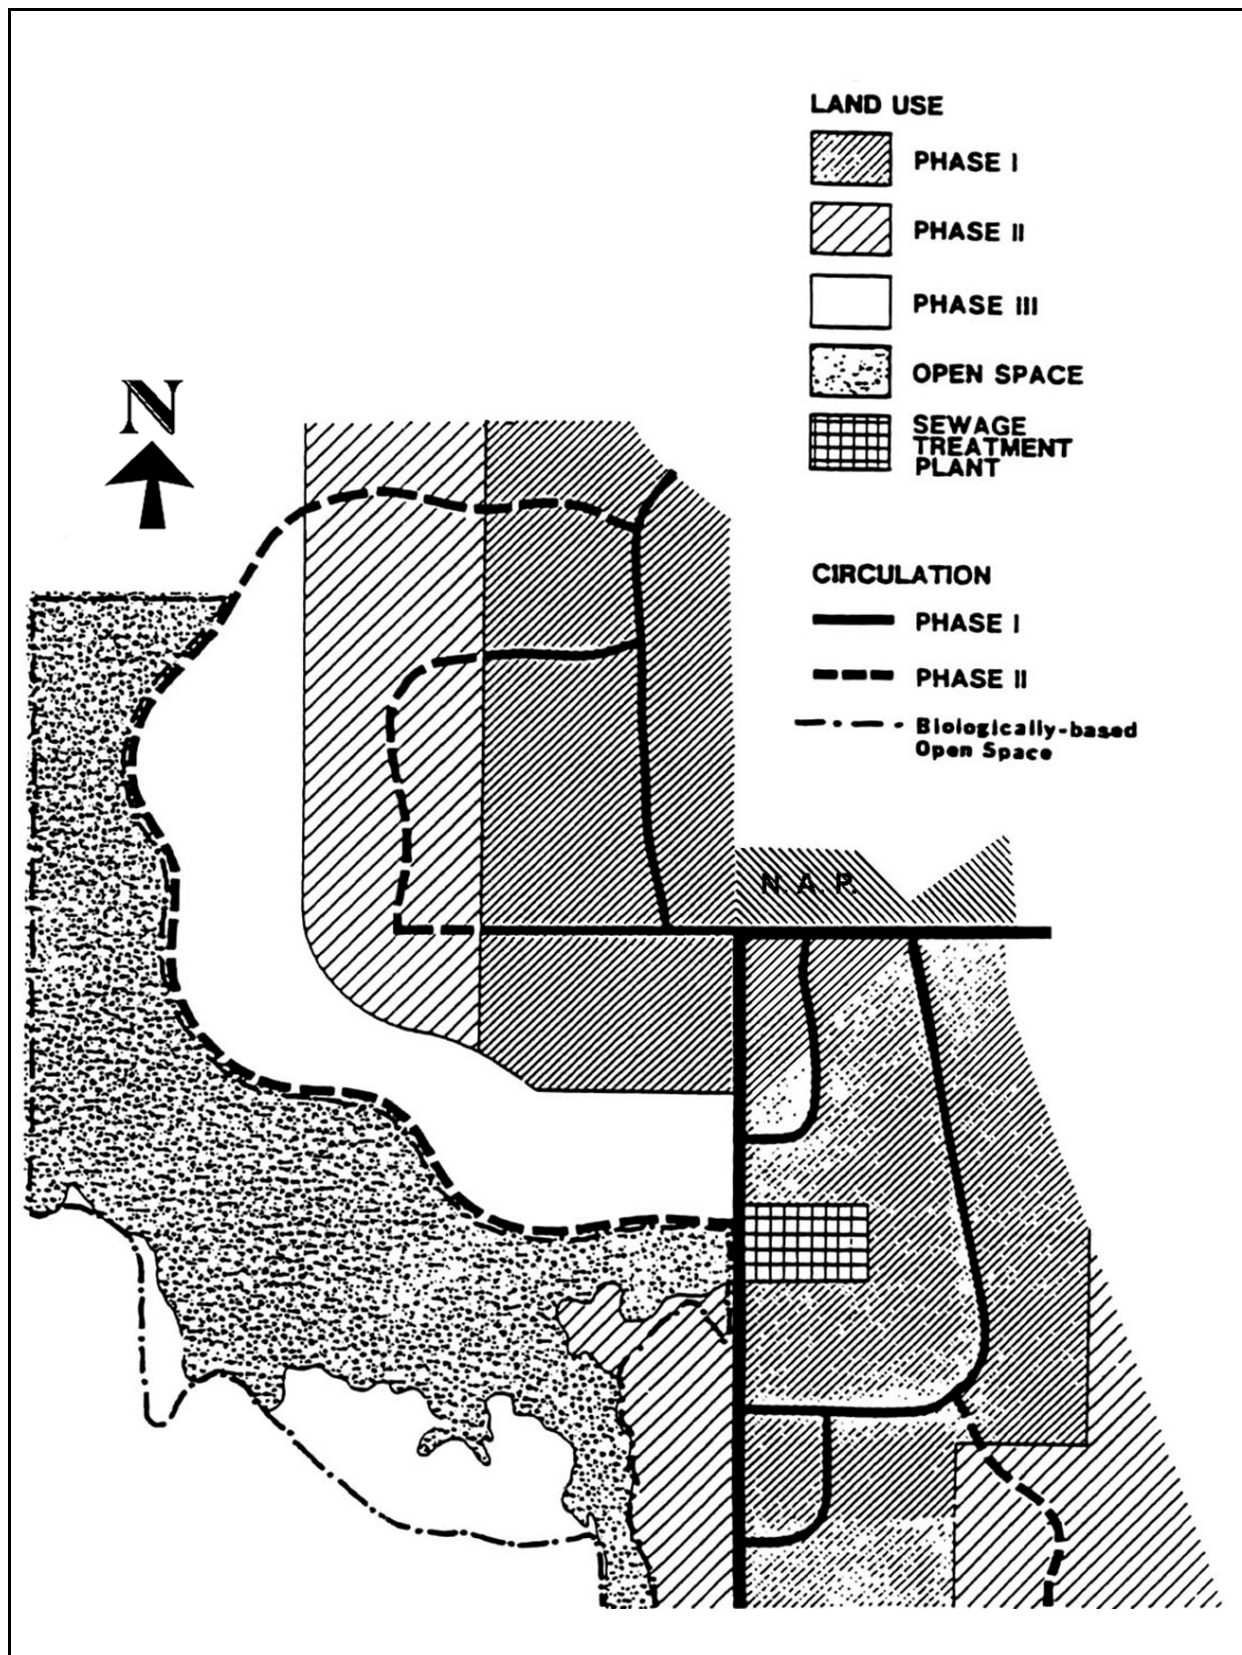 LAND USE
PHASE I
PHASE II
PHASE III
OPEN SPACE
SEWAGE
TREATMENT
PLANT
N
CIRCULATION
PHASE I
PHASE II
Biologically-based
Open Space
N. A. P.